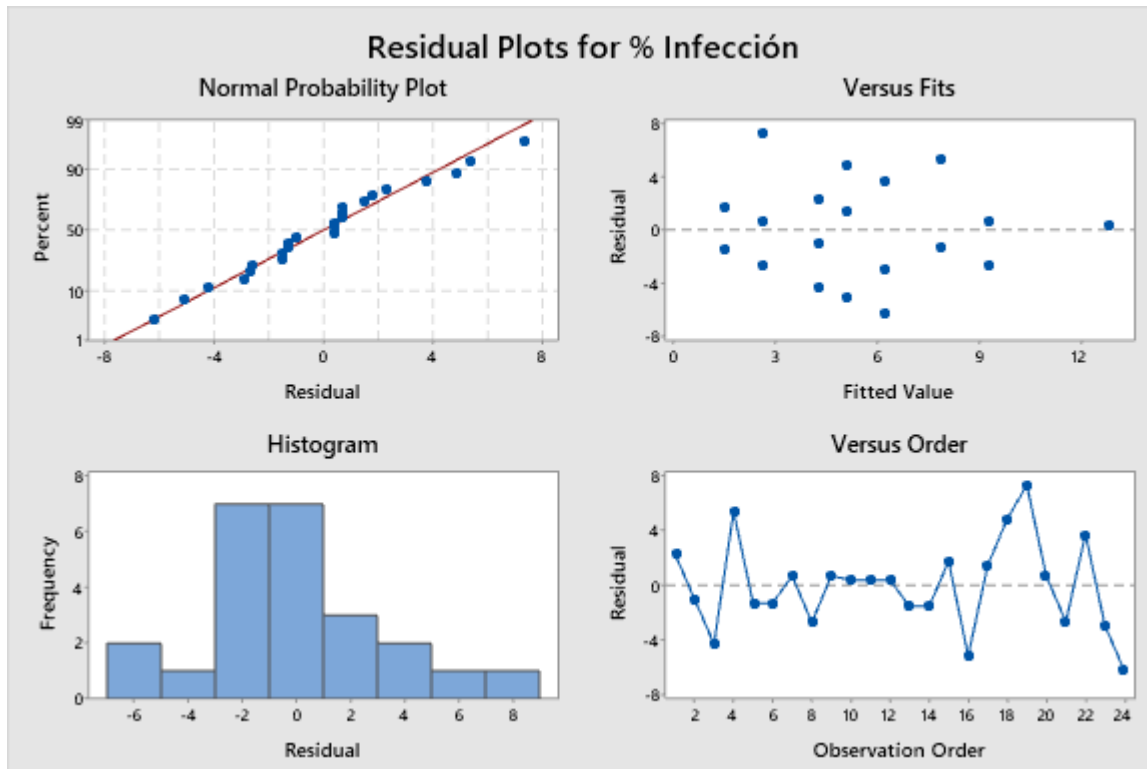 Residual Plots for % Infección
Normal Probability Plot
99
90
50
10
1
Percent
-8 -4 0 4 8
Residual
Versus Fits
8
4
0
-4
-8
Residual
0 3 6 9 12
Fitted Value
Histogram
8
6
4
2
0
Frequency
-6 -4 -2 0 2 4 6 8
Residual
Versus Order
8
4
0
-4
-8
Residual
2 4 6 8 10 12 14 16 18 20 22 24
Observation Order